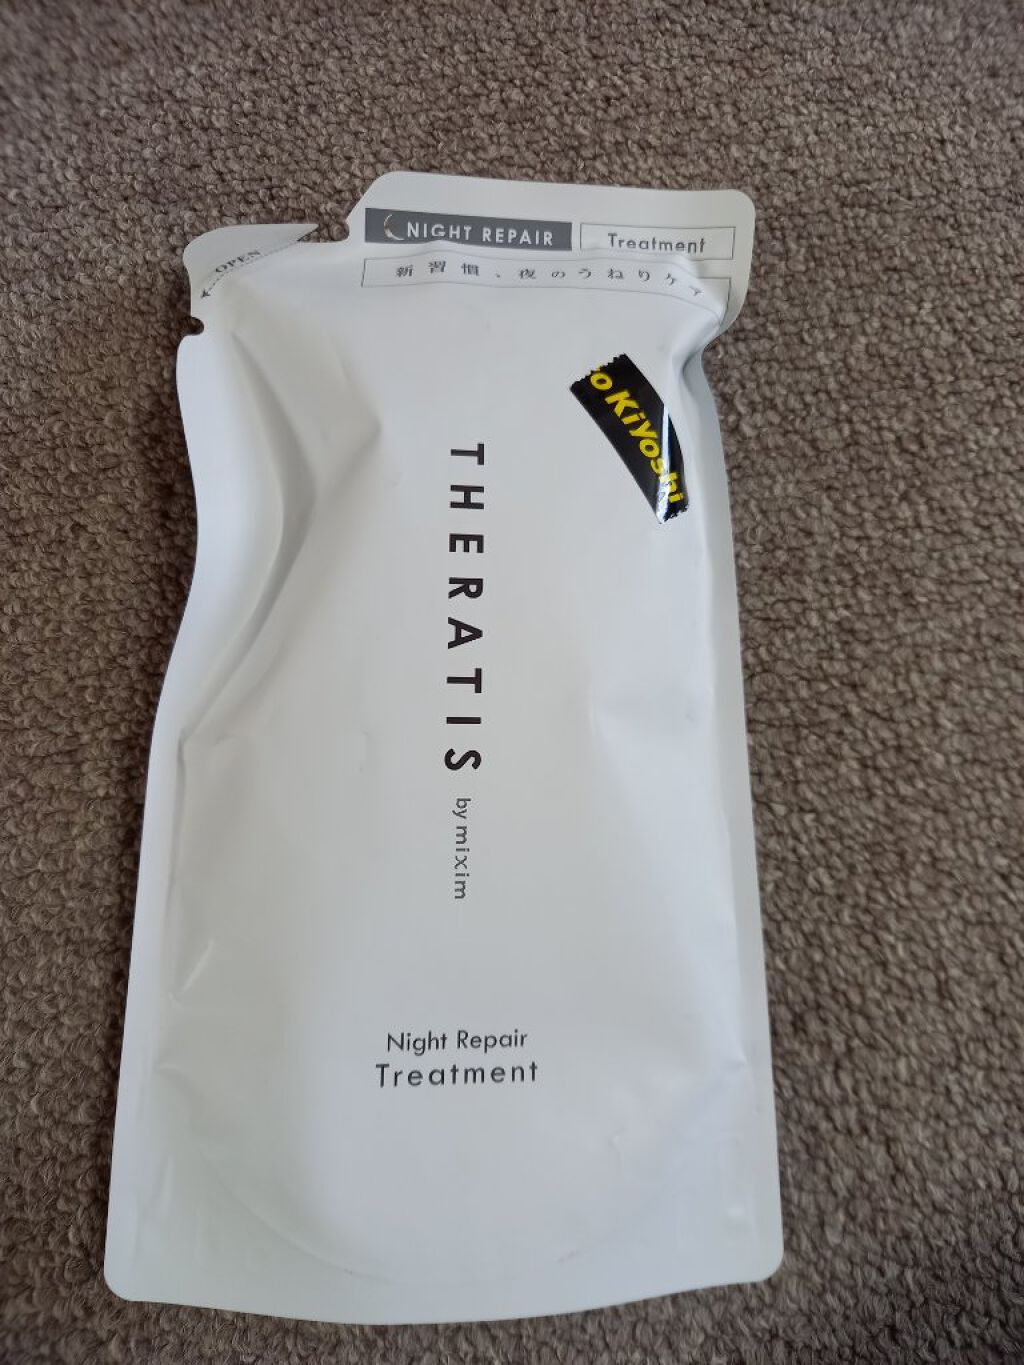 NIGHT REPAIR
Treatment
新習慣、夜のうねりケア
OPEN
o Kiyoshi
THERATIS
by mixim
Night Repair
Treatment